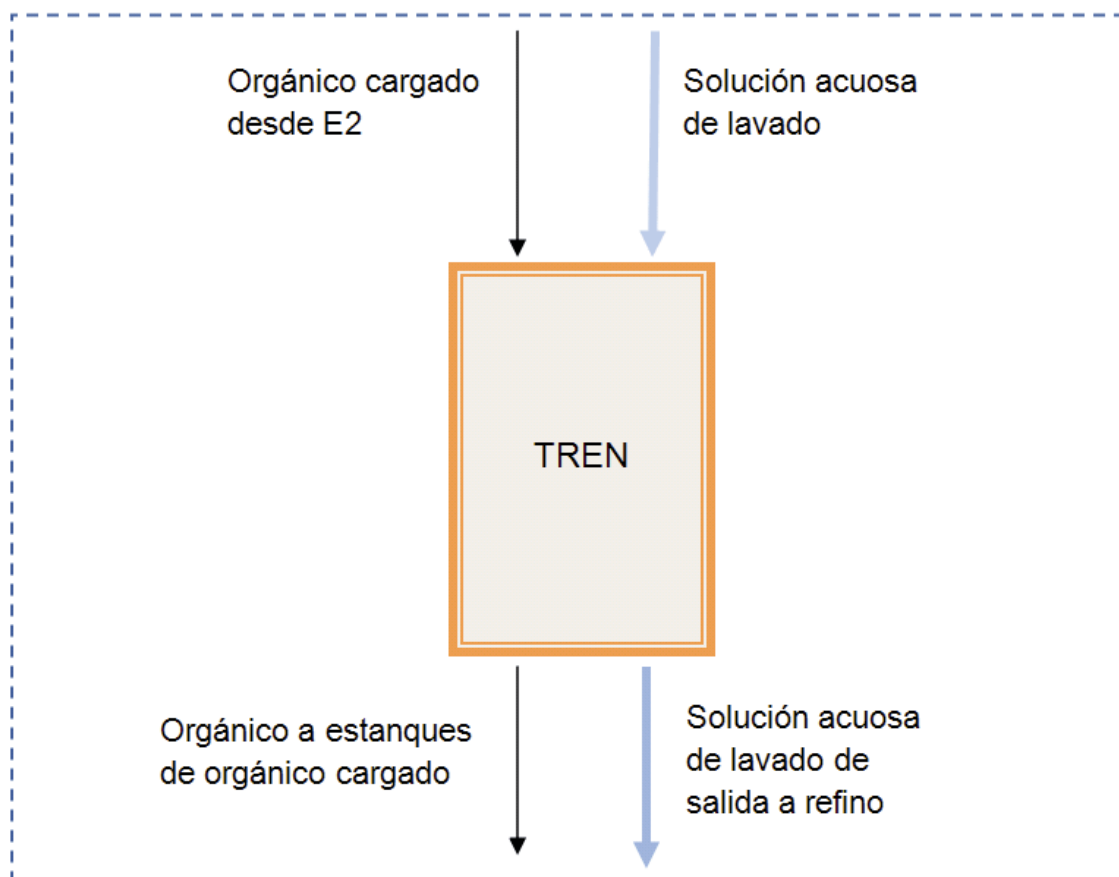 Orgánico cargado
desde E2
Solución acuosa
de lavado
TREN
Orgánico a estanques
de orgánico cargado
Solución acuosa
de lavado de
salida a refino